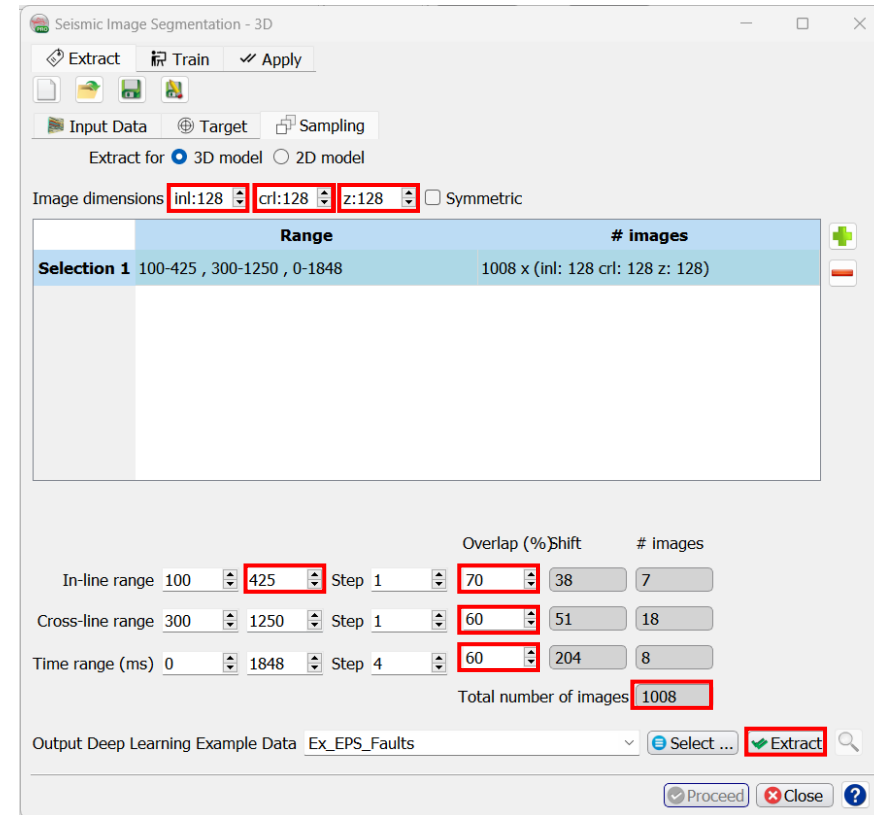 Seismic Image Segmentation - 3D
Extract Train Apply
Input Data Target Sampling
Extract for 3D model 2D model
Image dimensions inl:128 crl:128 z:128 Symmetric
Range # images
Selection 1 100-425 , 300-1250 , 0-1848 1008 x (inl: 128 crl: 128 z: 128)
Overlap (%) Shift # images
In-line range 100 425 Step 1 70 38 7
Cross-line range 300 1250 Step 1 60 51 18
Time range (ms) 0 1848 Step 4 60 204 8
Total number of images 1008
Output Deep Learning Example Data Ex_EPS_Faults Select ... Extract
Proceed Close ?